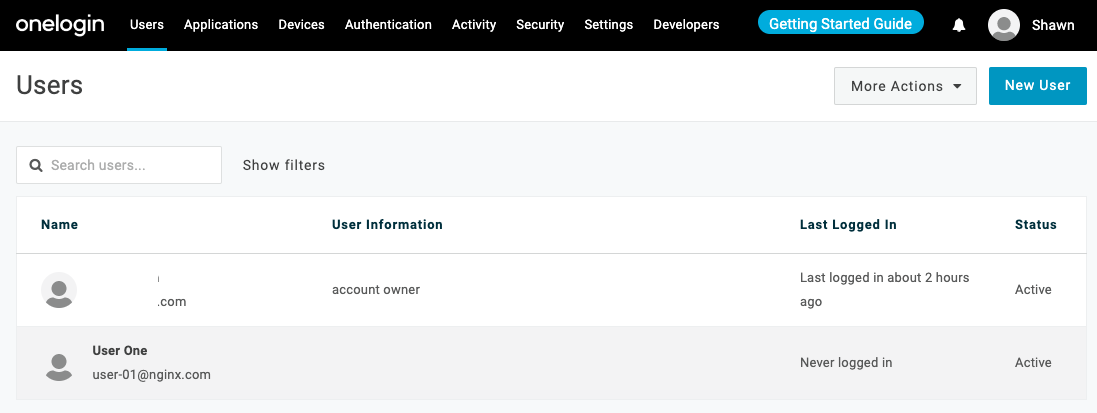 onelogin Users Applications Devices Authentication Activity Security Settings Developers Getting Started Guide Shawn
Users More Actions New User
Search users... Show filters
Name User Information Last Logged In Status
Last logged in about 2 hours
.com account owner ago Active
User One
user-01@nginx.com Never logged in Active